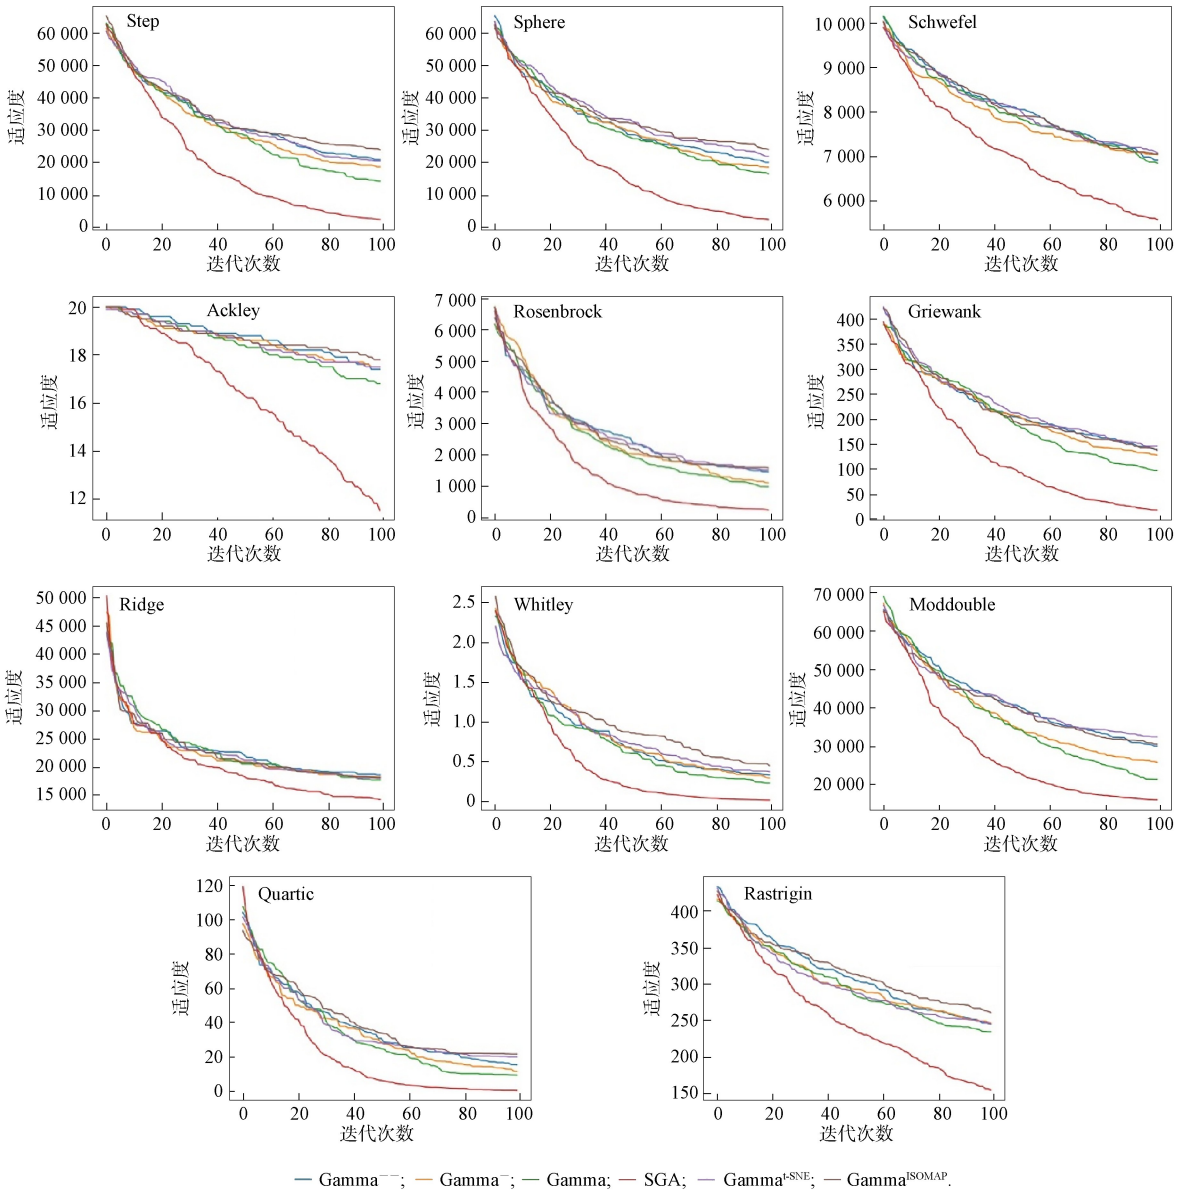 Step
60 000
50 000
40 000
30 000
20 000
10 000
0
适应度
0 20 40 60 80 100
迭代次数
Sphere
60 000
50 000
40 000
30 000
20 000
10 000
0
适应度
0 20 40 60 80 100
迭代次数
Schwefel
10 000
9 000
8 000
7 000
6 000
适应度
0 20 40 60 80 100
迭代次数
Ackley
20
18
16
14
12
适应度
0 20 40 60 80 100
迭代次数
Rosenbrock
7 000
6 000
5 000
4 000
3 000
2 000
1 000
0
适应度
0 20 40 60 80 100
迭代次数
Griewank
400
350
300
250
200
150
100
50
0
适应度
0 20 40 60 80 100
迭代次数
Ridge
50 000
45 000
40 000
35 000
30 000
25 000
20 000
15 000
适应度
0 20 40 60 80 100
迭代次数
Whitley
2.5
2.0
1.5
1.0
0.5
0
适应度
0 20 40 60 80 100
迭代次数
Moddouble
70 000
60 000
50 000
40 000
30 000
20 000
适应度
0 20 40 60 80 100
迭代次数
Quartic
120
100
80
60
40
20
0
适应度
0 20 40 60 80 100
迭代次数
Rastrigin
400
350
300
250
200
150
适应度
0 20 40 60 80 100
迭代次数
Gamma⁻⁻; Gamma⁻; Gamma; SGA; Gammaᵗ⁻SNE; GammaISOMAP.